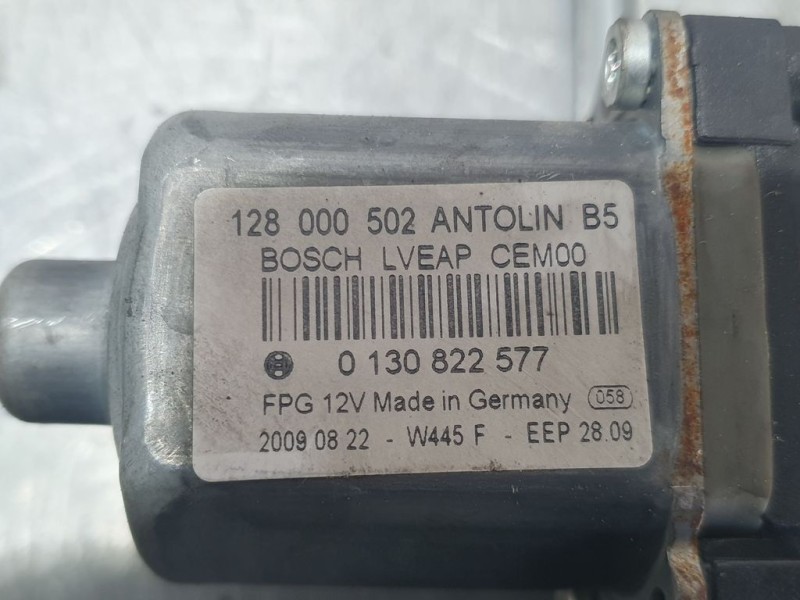 128 000 502 ANTOLIN B5
BOSCH LVEAP CEM00
0 130 822 577
FPG 12V Made in Germany 058
2009 08 22 - W445 F - EEP 28.09